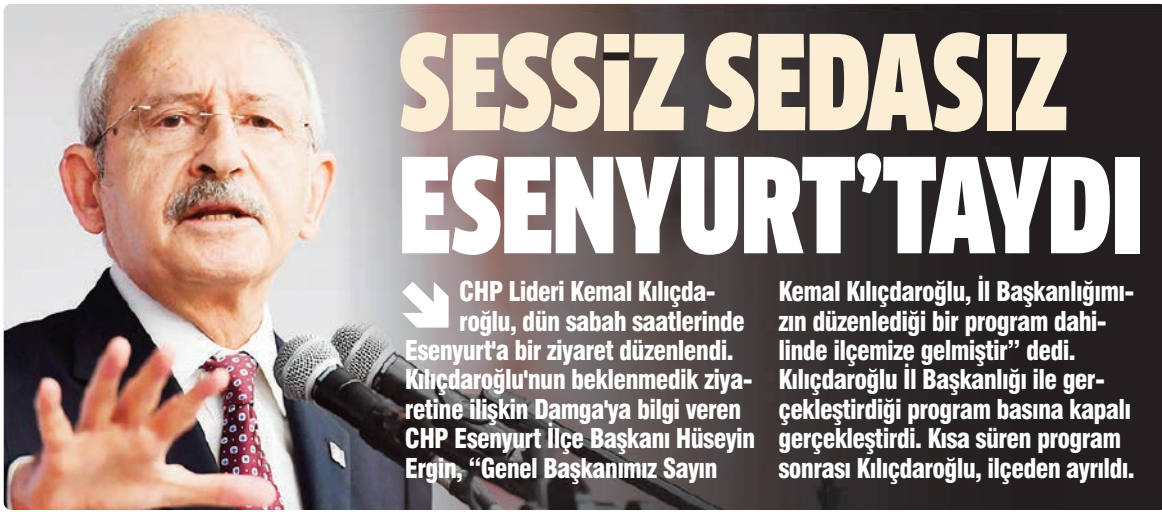 SESSİZ SEDASIZ
ESENYURT’TAYDI
CHP Lideri Kemal Kılıçda-
roğlu, dün sabah saatlerinde
Esenyurt'a bir ziyaret düzenlendi.
Kılıçdaroğlu'nun beklenmedik ziya-
retine ilişkin Damga'ya bilgi veren
CHP Esenyurt İlçe Başkanı Hüseyin
Ergin, “Genel Başkanımız Sayın
Kemal Kılıçdaroğlu, İl Başkanlığımı-
zın düzenlediği bir program dahi-
linde ilçemize gelmiştir” dedi.
Kılıçdaroğlu İl Başkanlığı ile ger-
çekleştirdiği program basına kapalı
gerçekleştirdi. Kısa süren program
sonrası Kılıçdaroğlu, ilçeden ayrıldı.